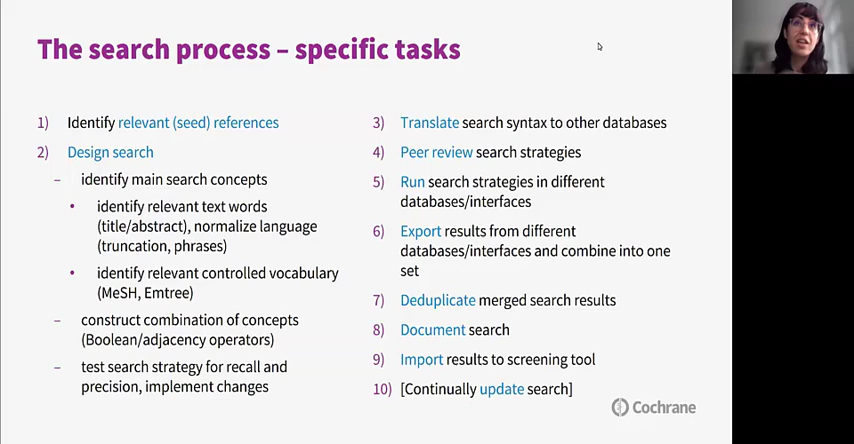 The search process – specific tasks
1) Identify relevant (seed) references
2) Design search
– identify main search concepts
• identify relevant text words
(title/abstract), normalize language
(truncation, phrases)
• identify relevant controlled vocabulary
(MeSH, Emtree)
– construct combination of concepts
(Boolean/adjacency operators)
– test search strategy for recall and
precision, implement changes
3) Translate search syntax to other databases
4) Peer review search strategies
5) Run search strategies in different
databases/interfaces
6) Export results from different
databases/interfaces and combine into one
set
7) Deduplicate merged search results
8) Document search
9) Import results to screening tool
10) [Continually update search]
Cochrane